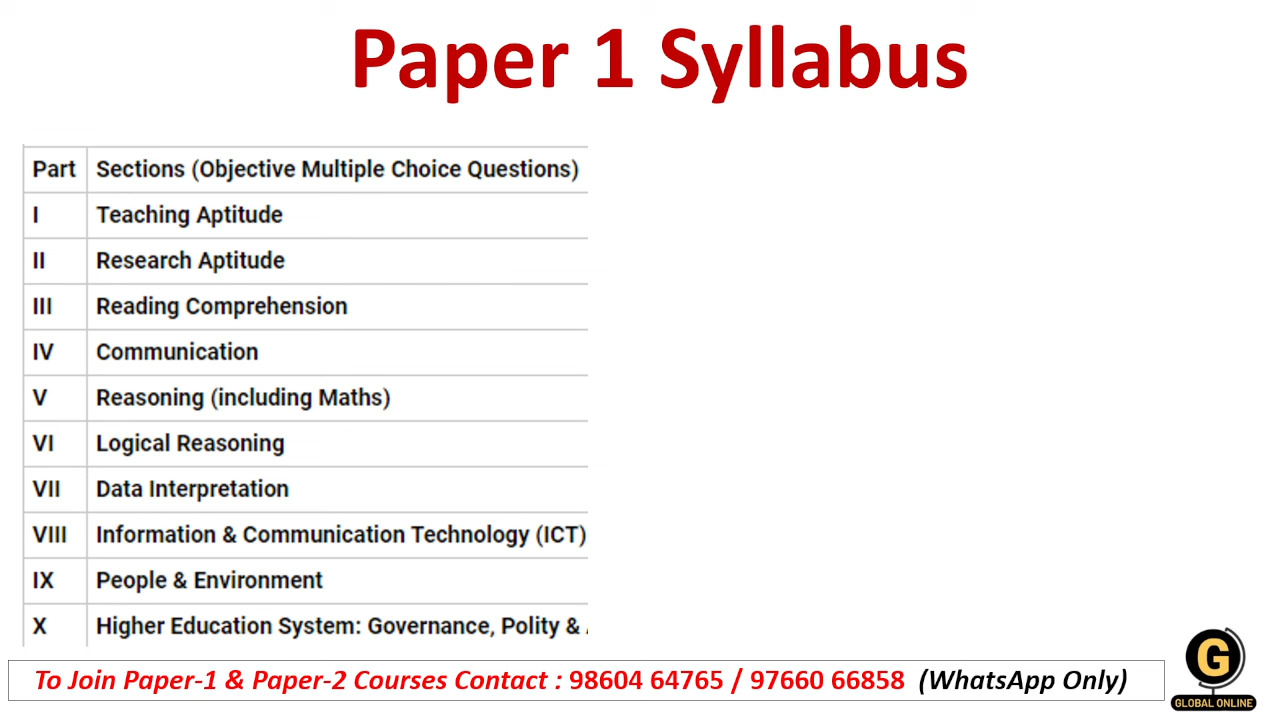 Paper 1 Syllabus
Part Sections (Objective Multiple Choice Questions)
I Teaching Aptitude
II Research Aptitude
III Reading Comprehension
IV Communication
V Reasoning (including Maths)
VI Logical Reasoning
VII Data Interpretation
VIII Information & Communication Technology (ICT)
IX People & Environment
X Higher Education System: Governance, Polity &
To Join Paper-1 & Paper-2 Courses Contact : 98604 64765 / 97660 66858 (WhatsApp Only)
G
GLOBAL ONLINE